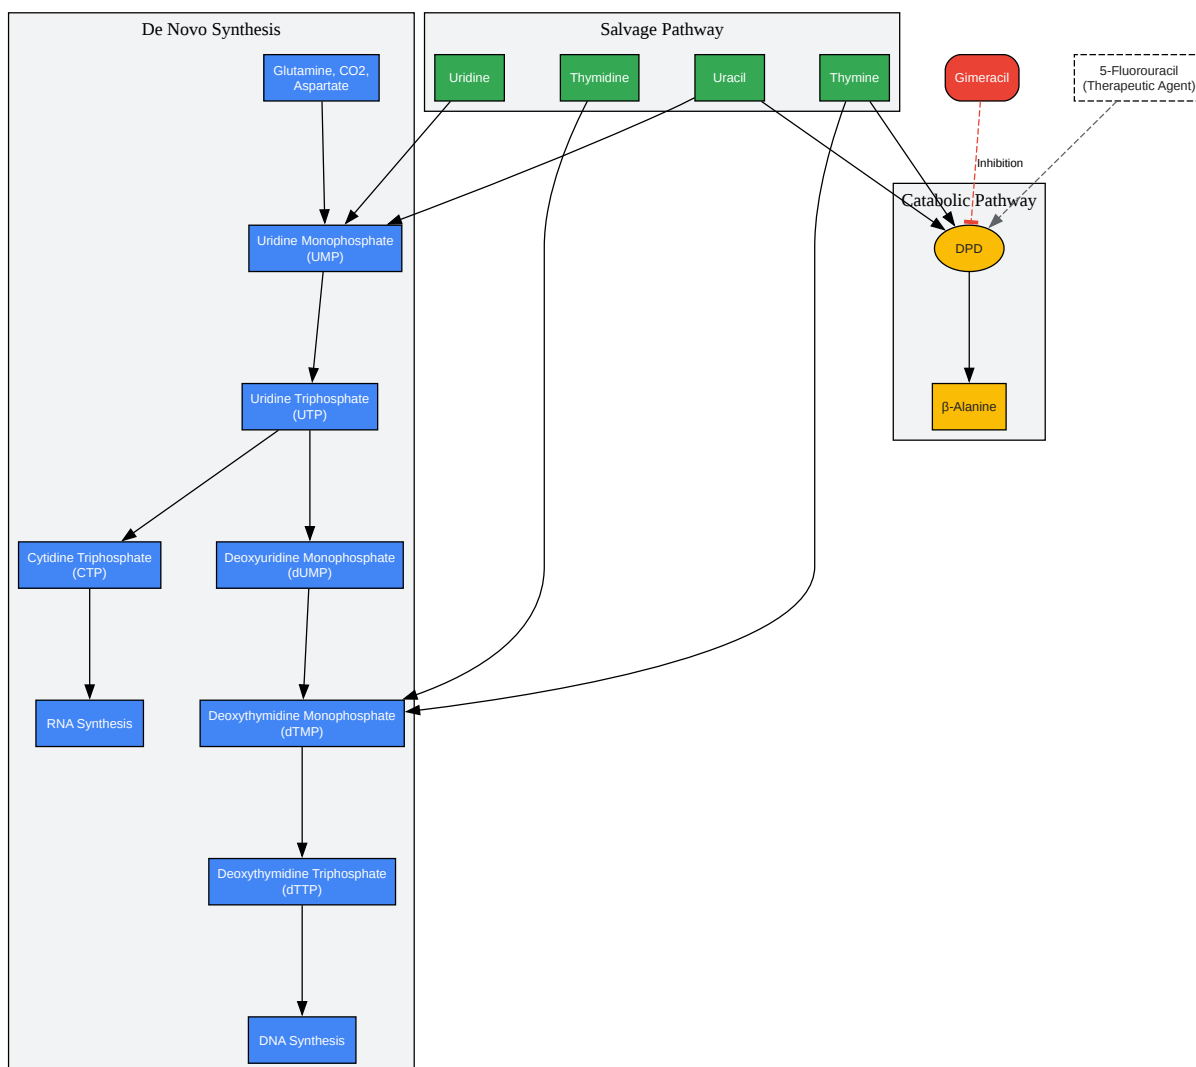 De Novo Synthesis
Salvage Pathway
Glutamine, CO2,
Aspartate
Uridine
Thymidine
Uracil
Thymine
Gimeracil
5-Fluorouracil
(Therapeutic Agent)
Inhibition
Catabolic Pathway
Uridine Monophosphate
(UMP)
DPD
Uridine Triphosphate
(UTP)
β-Alanine
Cytidine Triphosphate
(CTP)
Deoxyuridine Monophosphate
(dUMP)
RNA Synthesis
Deoxythymidine Monophosphate
(dTMP)
Deoxythymidine Triphosphate
(dTTP)
DNA Synthesis